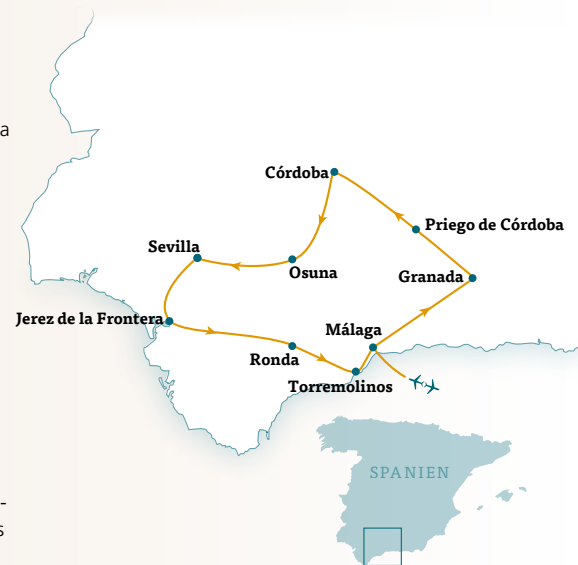 a
Córdoba
Priego de Córdoba
Sevilla
Osuna
Granada
Jerez de la Frontera
Málaga
Ronda
Torremolinos
SPANIEN
-
s